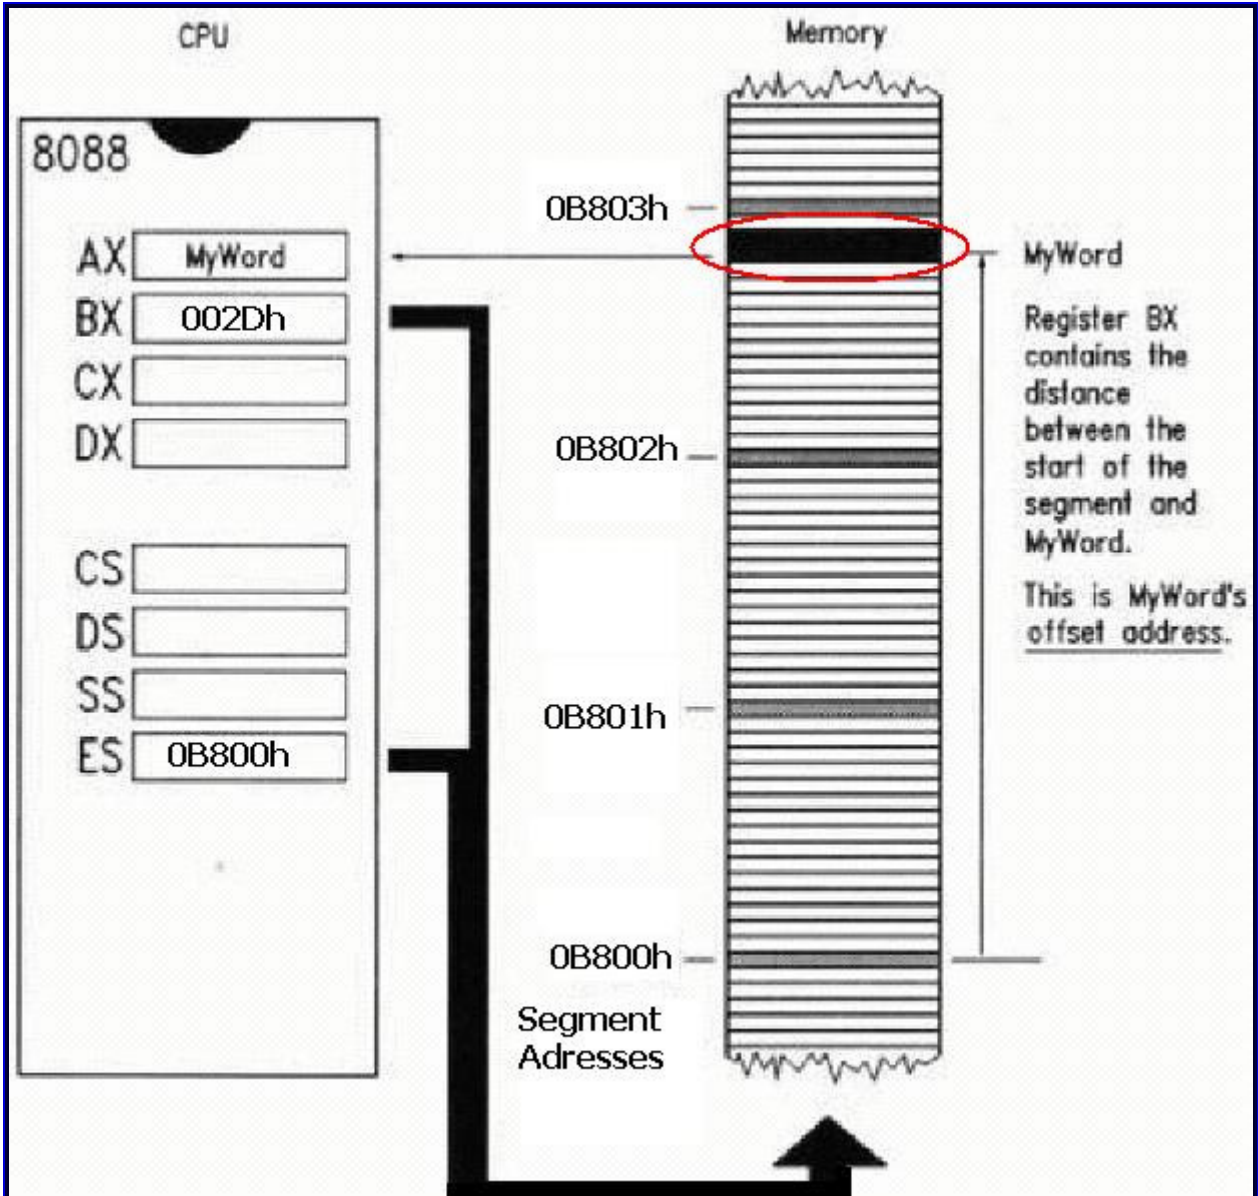 CPU
Memory
8088
AX MyWord
BX 002Dh
CX
DX
CS
DS
SS
ES 0B800h
0B803h
0B802h
0B801h
0B800h
Segment
Adresses
MyWord
Register BX
contains the
distance
between the
start of the
segment and
MyWord.
This is MyWord's
offset address.